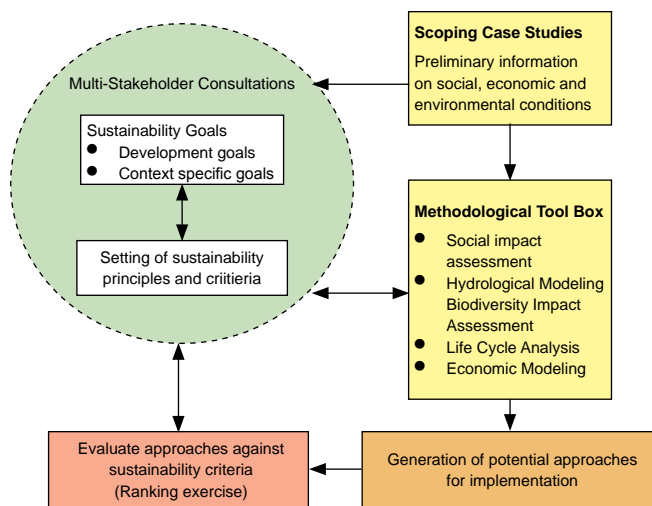 Multi-Stakeholder Consultations
Sustainability Goals
● Development goals
● Context specific goals
Setting of sustainability
principles and criitieria
Scoping Case Studies
Preliminary information
on social, economic and
environmental conditions
Methodological Tool Box
● Social impact
assessment
● Hydrological Modeling
Biodiversity Impact
Assessment
● Life Cycle Analysis
● Economic Modeling
Evaluate approaches against
sustainability criteria
(Ranking exercise)
Generation of potential approaches
for implementation